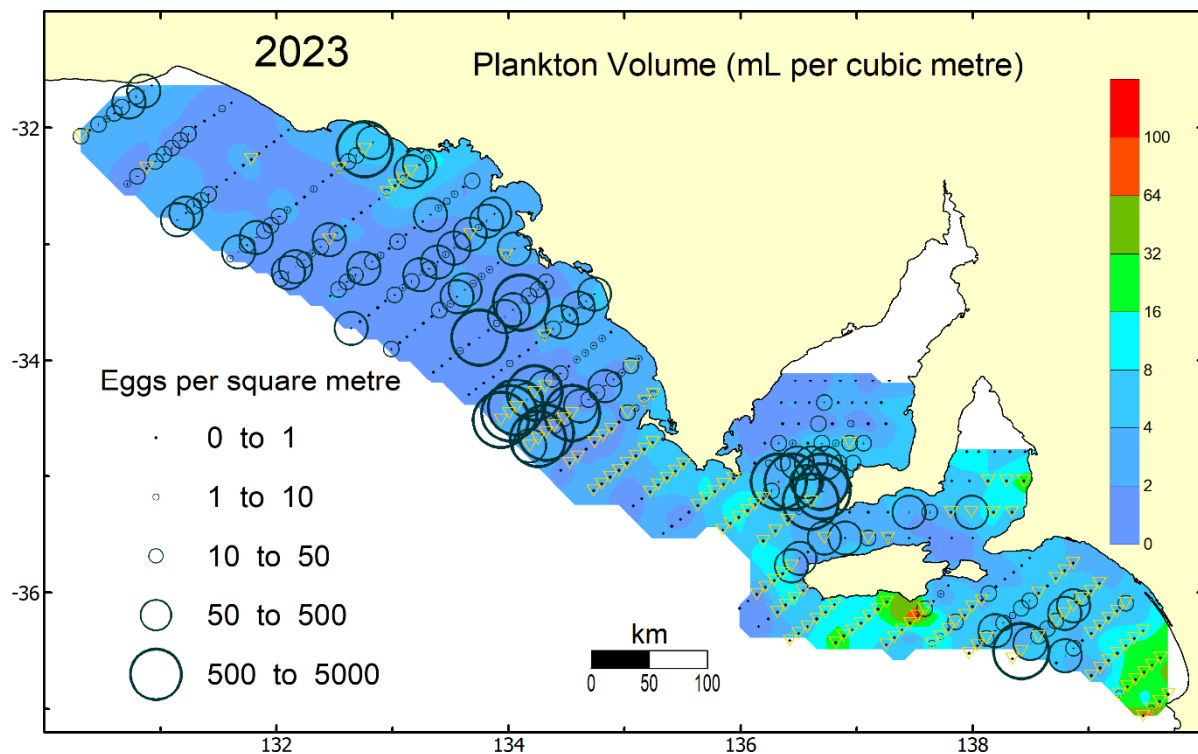 2023
Plankton Volume (mL per cubic metre)
-32
-34
-36
100
64
32
16
8
4
2
0
Eggs per square metre
0 to 1
1 to 10
10 to 50
50 to 500
500 to 5000
km
0 50 100
132 134 136 138